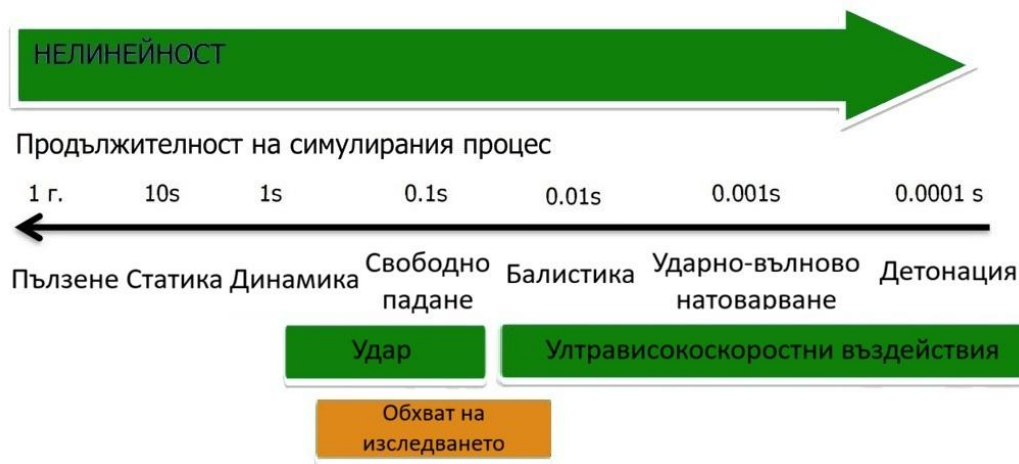 НЕЛИНЕЙНОСТ
Продължителност на симулирания процес
1 г. 10s 1s 0.1s 0.01s 0.001s 0.0001 s
Пълзене Статика Динамика Свободно падане Балистика Ударно-вълново натоварване Детонация
Удар Ултрависокоскоростни въздействия
Обхват на
изследването